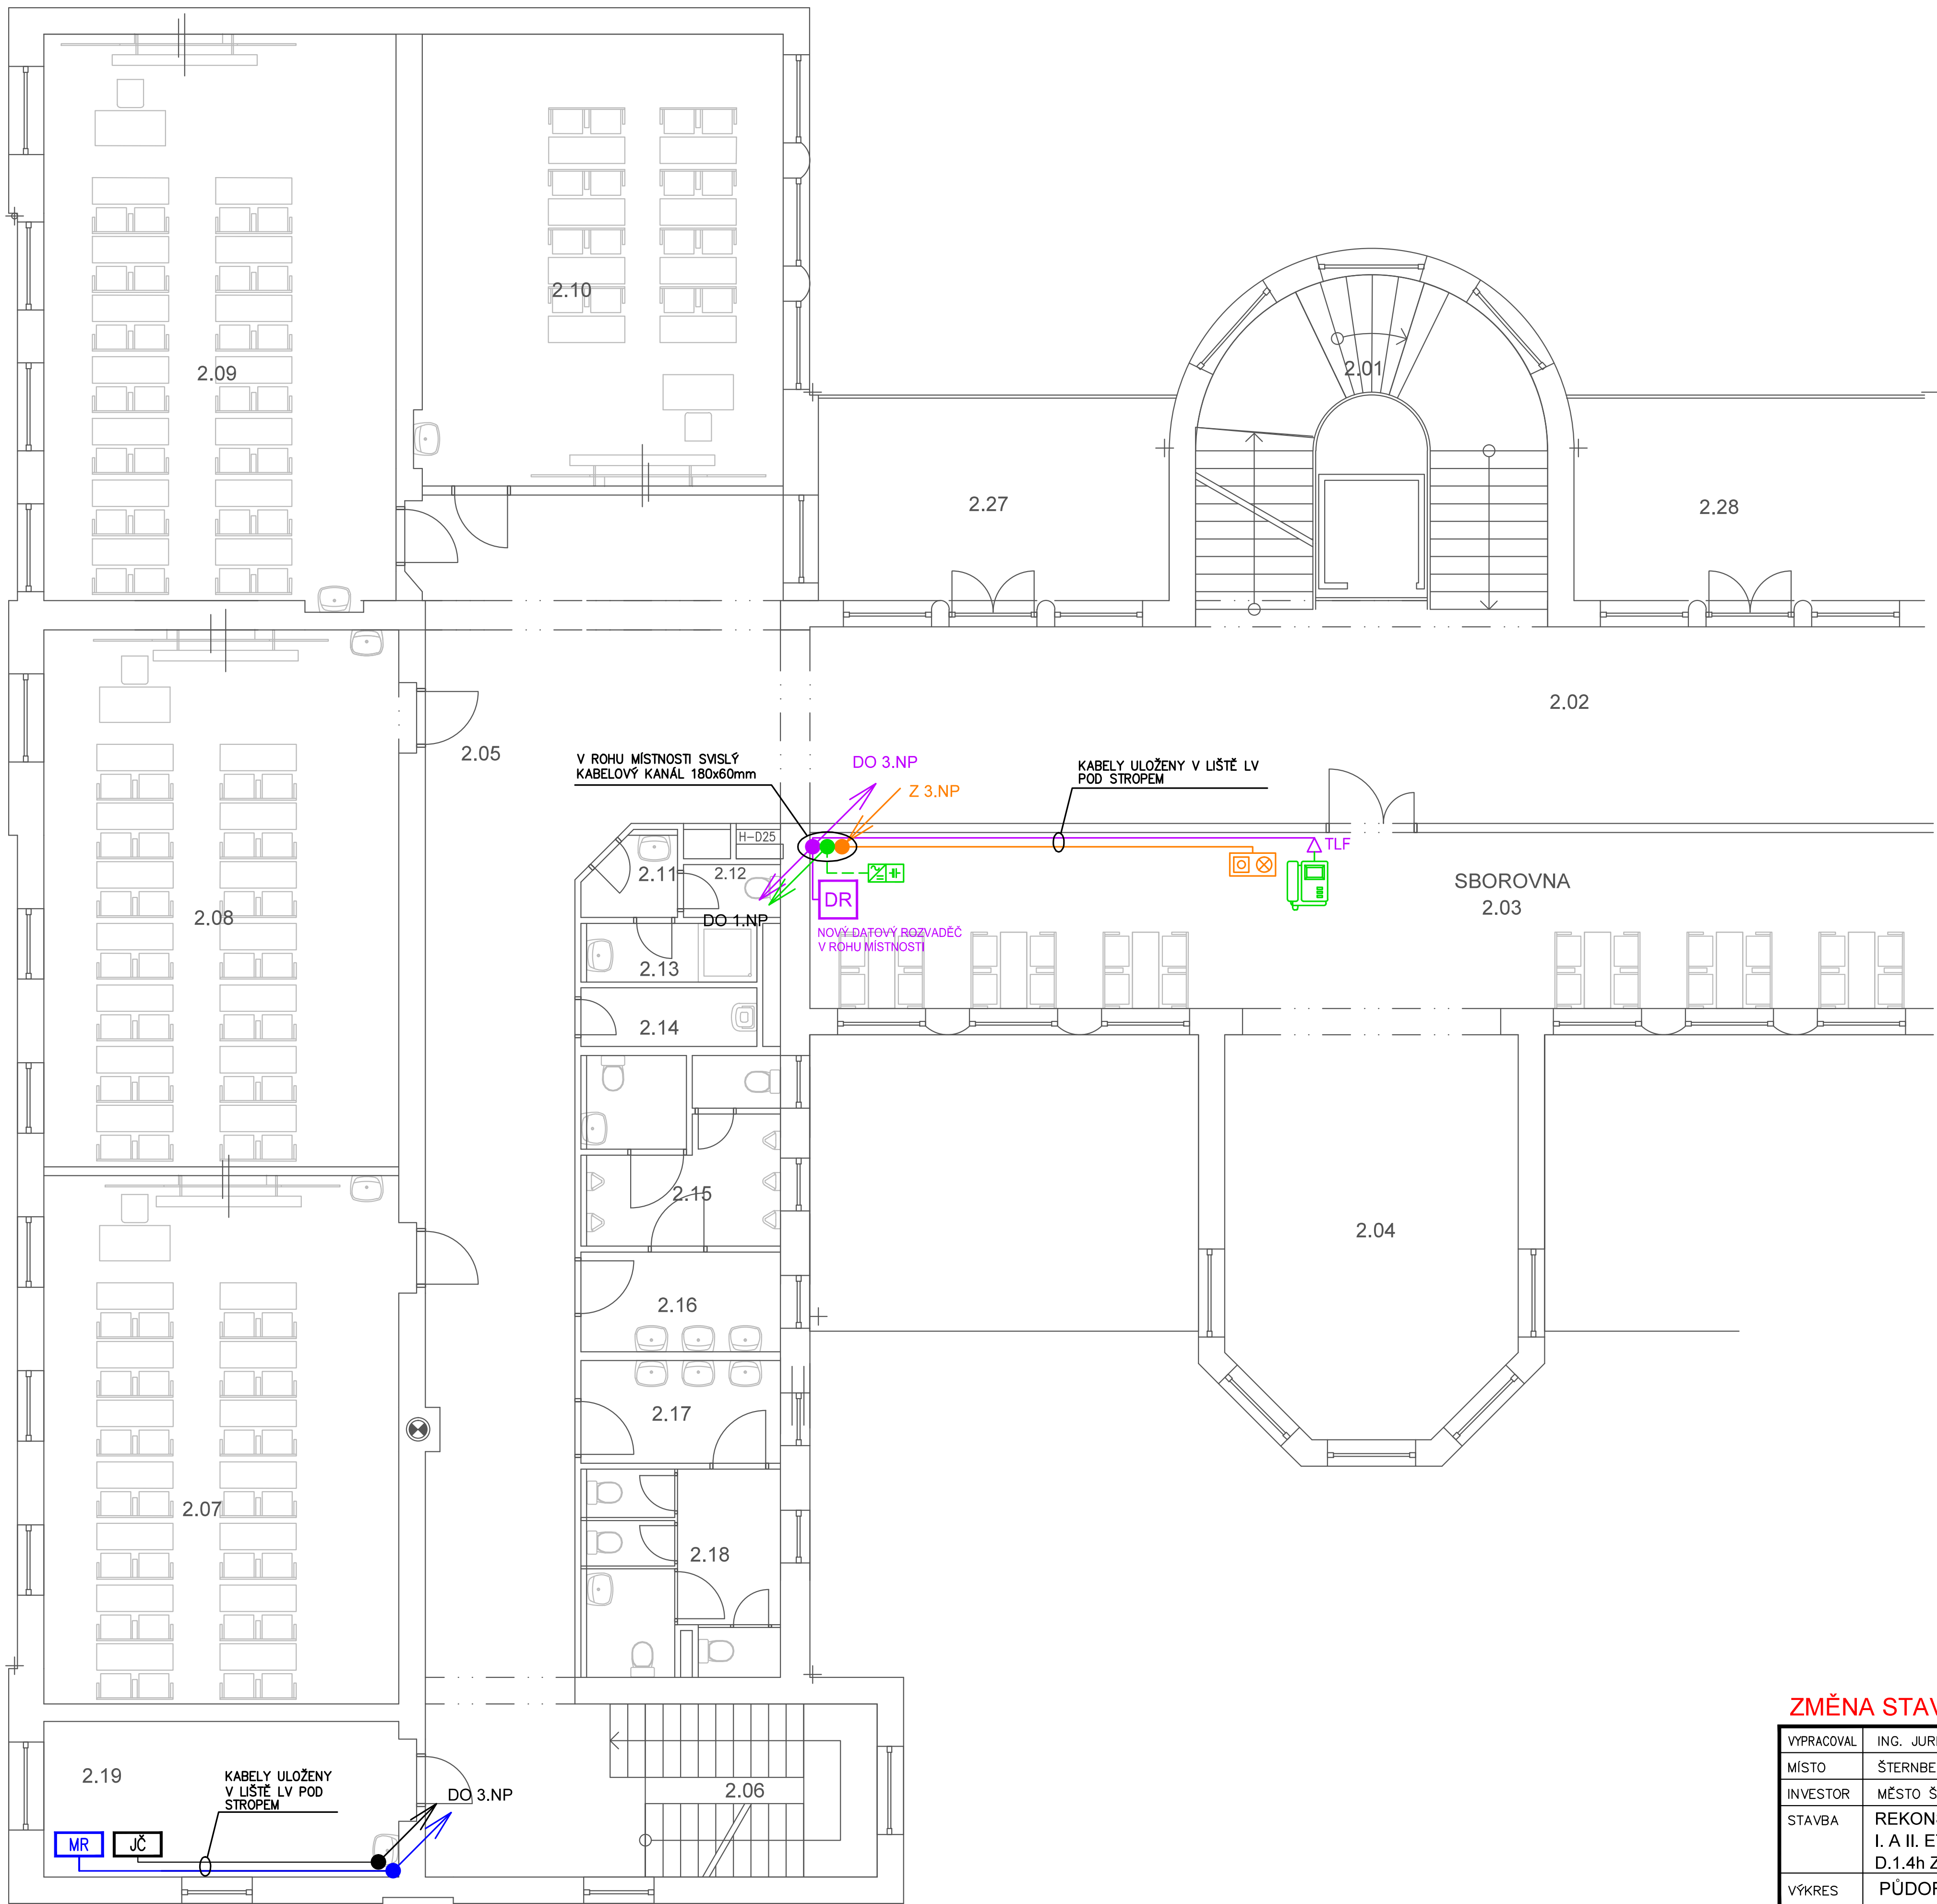 2.09
2.10
2.01
2.27
2.28
2.02
2.05
V ROHU MÍSTNOSTI SVISLÝ
KABELOVÝ KANÁL 180x60mm
DO 3.NP
Z 3.NP
KABELY ULOŽENY V LIŠTĚ LV
POD STROPEM
H-D25
TLF
2.11
2.12
DR
DO 1.NP
NOVÝ DATOVÝ ROZVADĚČ
V ROHU MÍSTNOSTI
SBOROVNA
2.03
2.08
2.13
2.14
2.15
2.04
2.16
2.17
2.07
2.18
2.19
KABELY ULOŽENY
V LIŠTĚ LV POD
STROPEM
DO 3.NP
2.06
MR
JČ
ZMĚNA
VYPRACOVAL ING.
MÍSTO
INVESTOR MĚSTO
STAVBA
I. A II.
D.1.4h
VÝKRES